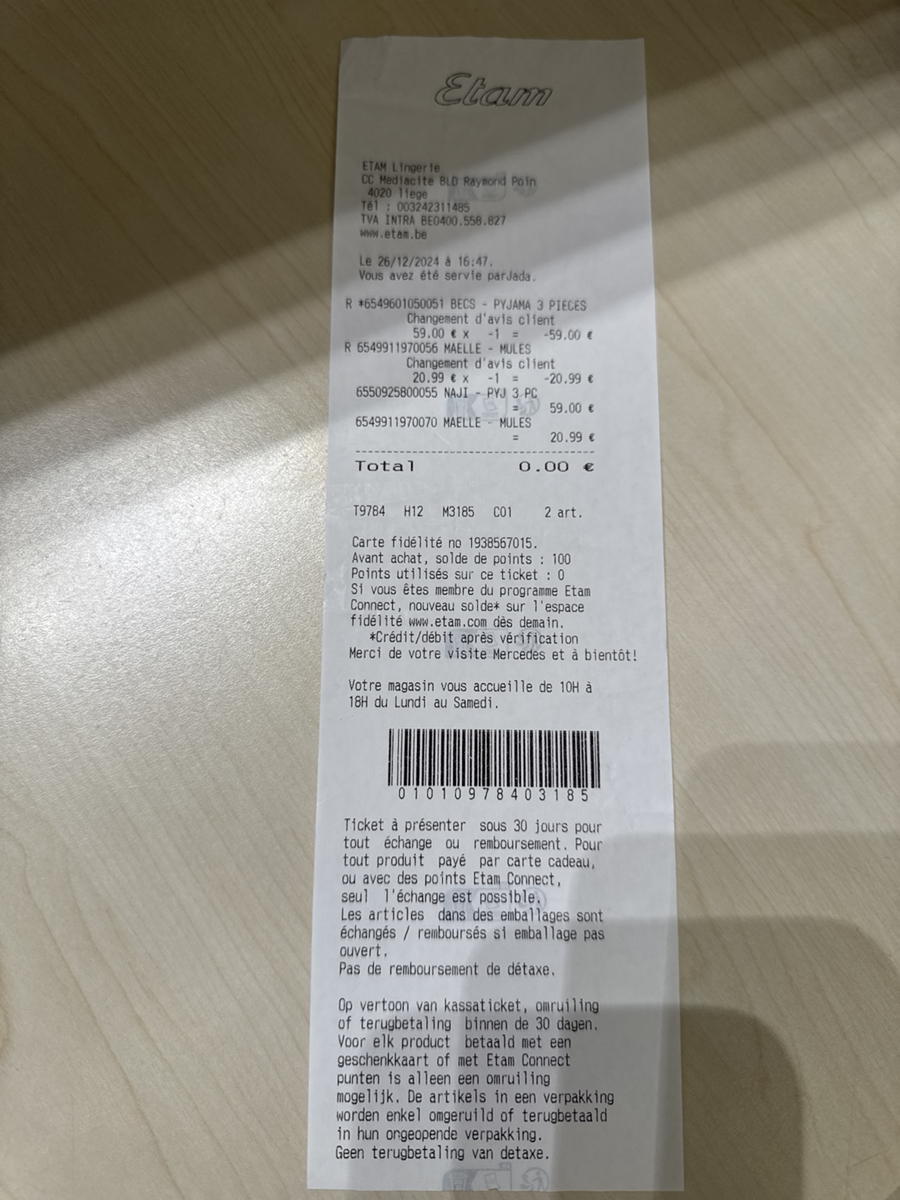 Etam
ETAM Lingerie
CC Mediacite BLD Raymond Poin
4020 liege
Tél : 003242311485
TVA INTRA BE0400.558.827
www.etam.be
Le 26/12/2024 à 16:47.
Vous avez été servie parJada.
R *6549601050051 BECS - PYJAMA 3 PIECES
Changement d'avis client
59.00 € x -1 = -59.00 €
R 6549911970056 MAELLE - MULES
Changement d'avis client
20.99 € x -1 = -20.99 €
6550925800055 NAJI - PYJ 3 PC
= 59.00 €
6549911970070 MAELLE - MULES
= 20.99 €
Total 0.00 €
T9784 H12 M3185 C01 2 art.
Carte fidélité no 1938567015.
Avant achat, solde de points : 100
Points utilisés sur ce ticket : 0
Si vous êtes membre du programme Etam
Connect, nouveau solde* sur l'espace
fidélité www.etam.com dès demain.
*Crédit/débit après vérification
Merci de votre visite Mercedes et à bientôt!
Votre magasin vous accueille de 10H à
18H du Lundi au Samedi.
01010978403185
Ticket à présenter sous 30 jours pour
tout échange ou remboursement. Pour
tout produit payé par carte cadeau,
ou avec des points Etam Connect,
seul l'échange est possible.
Les articles dans des emballages sont
échangés / remboursés si emballage pas
ouvert.
Pas de remboursement de détaxe.
Op vertoon van kassaticket, omruiling
of terugbetaling binnen de 30 dagen.
Voor elk product betaald met een
geschenkkaart of met Etam Connect
punten is alleen een omruiling
mogelijk. De artikels in een verpakking
worden enkel omgeruild of terugbetaald
in hun ongeopende verpakking.
Geen terugbetaling van detaxe.